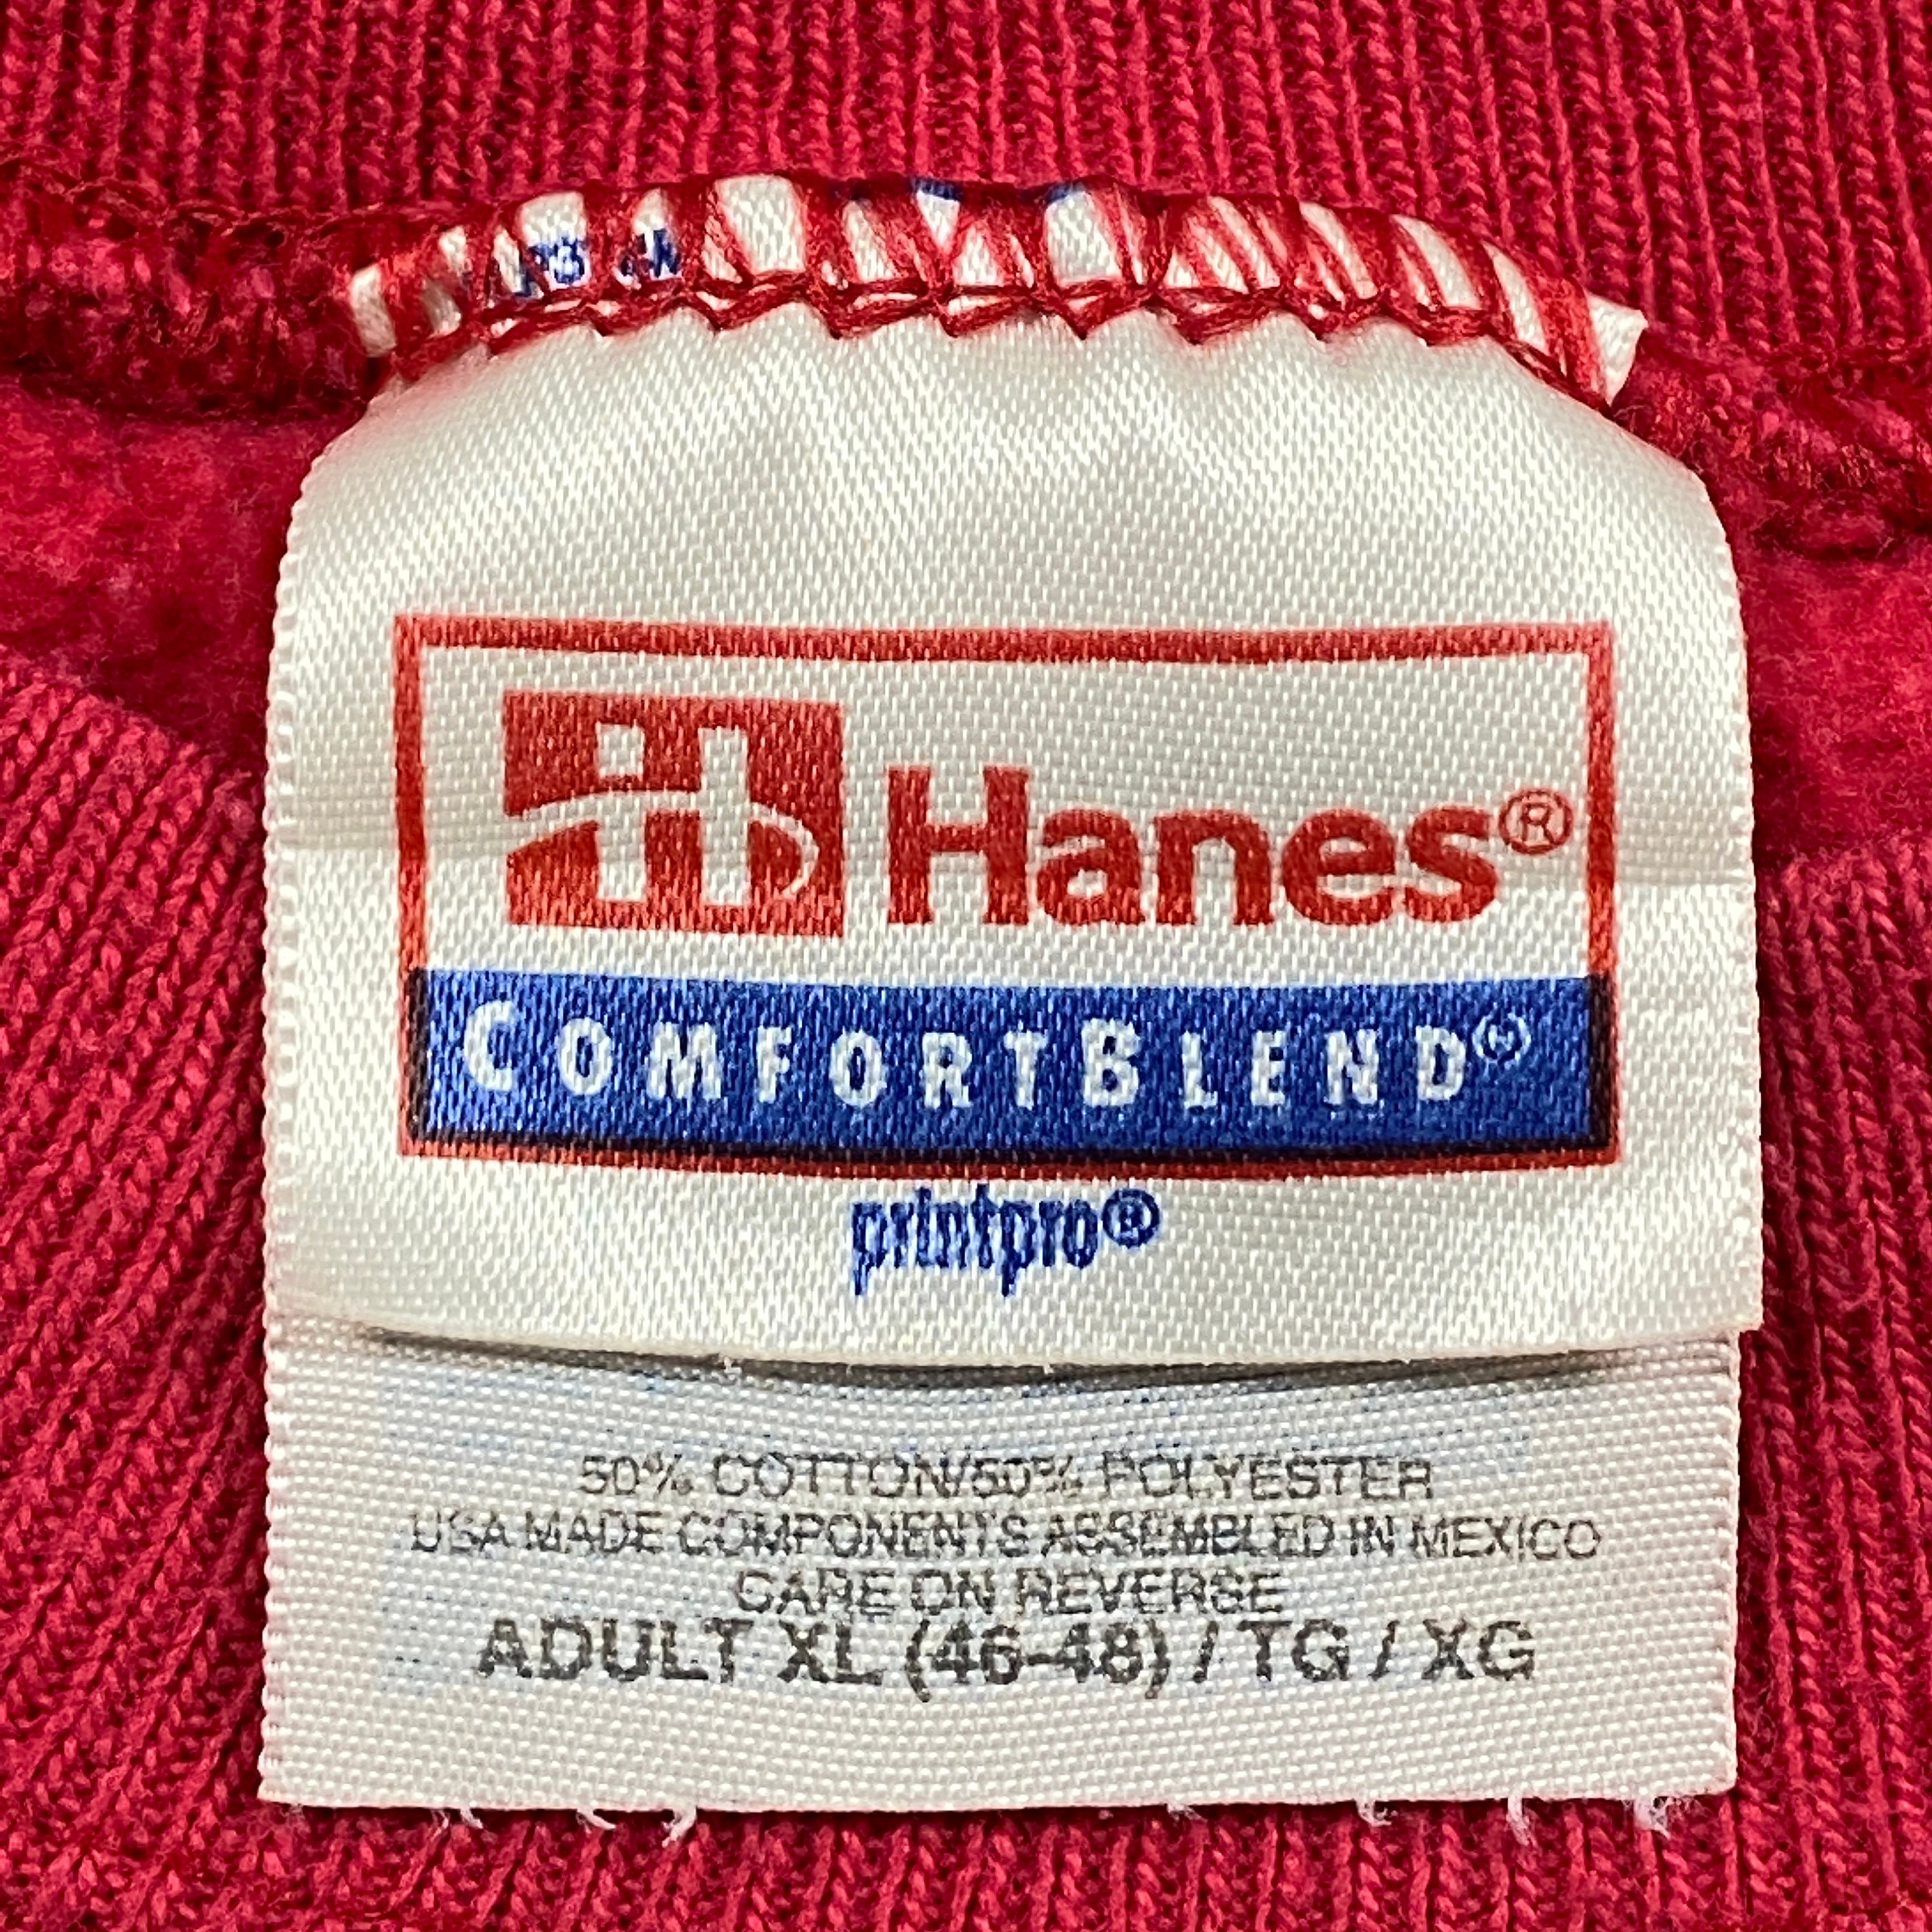 Hanes®
COMFORTBLEND®
printpro®
50% COTTON/50% POLYESTER
USA MADE COMPONENTS ASSEMBLED IN MEXICO
CARE ON REVERSE
ADULT XL (46-48) / TG / XG